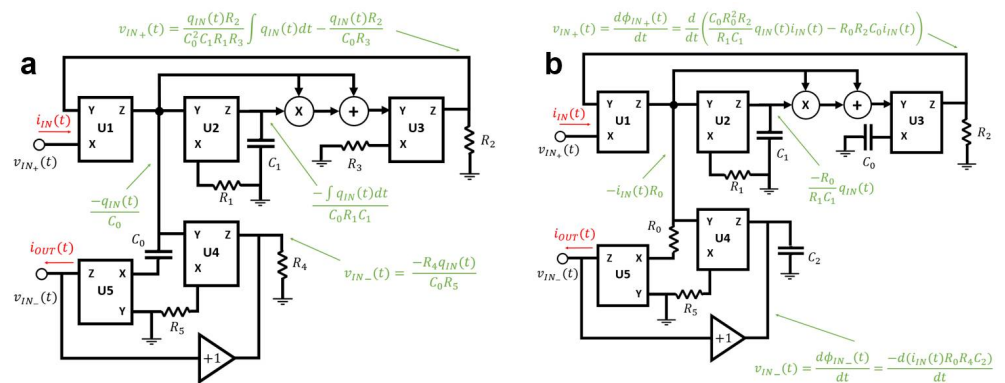 v_{IN+}(t) = \frac{q_{IN}(t)R_2}{C_0^2 C_1 R_1 R_3} \int q_{IN}(t)dt - \frac{q_{IN}(t)R_2}{C_0 R_3}
a
Y Z
U1
X
i_{IN}(t)
v_{IN+}(t)
Y Z
U2
X
X
+
Y Z
U3
X
R_2
C_1
R_3
R_1
\frac{-q_{IN}(t)}{C_0}
\frac{-\int q_{IN}(t)dt}{C_0 R_1 C_1}
C_0
Y Z
U4
X
R_4
i_{OUT}(t)
v_{IN-}(t)
Z X
U5
Y
R_5
v_{IN-}(t) = \frac{-R_4 q_{IN}(t)}{C_0 R_5}
+1
v_{IN+}(t) = \frac{d\phi_{IN+}(t)}{dt} = \frac{d}{dt}\left(\frac{C_0 R_0^2 R_2}{R_1 C_1} q_{IN}(t)i_{IN}(t) - R_0 R_2 C_0 i_{IN}(t)\right)
b
Y Z
U1
X
i_{IN}(t)
v_{IN+}(t)
Y Z
U2
X
X
+
Y Z
U3
X
R_2
C_1
C_0
R_1
-i_{IN}(t)R_0
\frac{-R_0}{R_1 C_1} q_{IN}(t)
R_0
Y Z
U4
X
C_2
i_{OUT}(t)
v_{IN-}(t)
Z X
U5
Y
R_5
+1
v_{IN-}(t) = \frac{d\phi_{IN-}(t)}{dt} = \frac{-d(i_{IN}(t)R_0 R_4 C_2)}{dt}